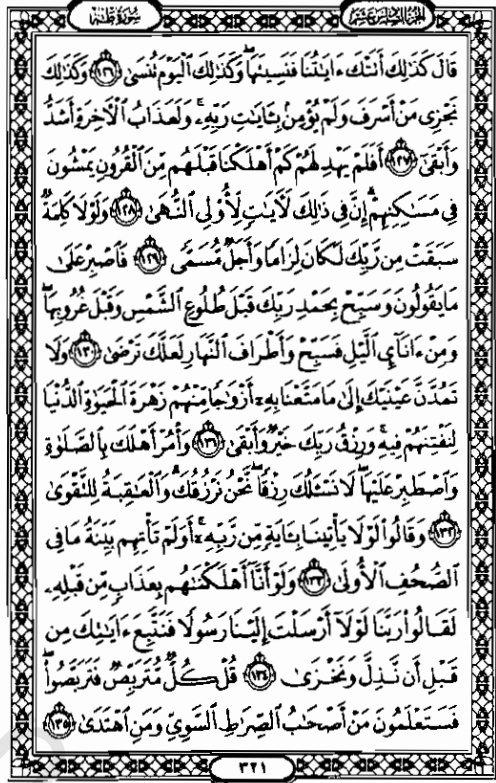 الجزء السادس عشر
سورة طه
قَالَ كَذَٰلِكَ أَتَتْكَ ءَايَٰتُنَا فَنَسِيتَهَا ۖ وَكَذَٰلِكَ ٱلْيَوْمَ تُنسَىٰ ١٢٦ وَكَذَٰلِكَ
نَجْزِى مَنْ أَسْرَفَ وَلَمْ يُؤْمِنۢ بِـَٔايَٰتِ رَبِّهِۦ ۚ وَلَعَذَابُ ٱلْءَاخِرَةِ أَشَدُّ
وَأَبْقَىٰٓ ١٢٧ أَفَلَمْ يَهْدِ لَهُمْ كَمْ أَهْلَكْنَا قَبْلَهُم مِّنَ ٱلْقُرُونِ يَمْشُونَ
فِى مَسَٰكِنِهِمْ ۗ إِنَّ فِى ذَٰلِكَ لَءَايَٰتٍ لِّأُو۟لِى ٱلنُّهَىٰ ١٢٨ وَلَوْلَا كَلِمَةٌ
سَبَقَتْ مِن رَّبِّكَ لَكَانَ لِزَامًا وَأَجَلٌ مُّسَمًّى ١٢٩ فَٱصْبِرْ عَلَىٰ
مَا يَقُولُونَ وَسَبِّحْ بِحَمْدِ رَبِّكَ قَبْلَ طُلُوعِ ٱلشَّمْسِ وَقَبْلَ غُرُوبِهَا ۖ
وَمِنْ ءَانَآئِ ٱلَّيْلِ فَسَبِّحْ وَأَطْرَافَ ٱلنَّهَارِ لَعَلَّكَ تَرْضَىٰ ١٣٠ وَلَا
تَمُدَّنَّ عَيْنَيْكَ إِلَىٰ مَا مَتَّعْنَا بِهِۦٓ أَزْوَٰجًا مِّنْهُمْ زَهْرَةَ ٱلْحَيَوٰةِ ٱلدُّنْيَا
لِنَفْتِنَهُمْ فِيهِ ۚ وَرِزْقُ رَبِّكَ خَيْرٌ وَأَبْقَىٰ ١٣١ وَأْمُرْ أَهْلَكَ بِٱلصَّلَوٰةِ
وَٱصْطَبِرْ عَلَيْهَا ۖ لَا نَسْـَٔلُكَ رِزْقًا ۖ نَّحْنُ نَرْزُقُكَ ۗ وَٱلْعَٰقِبَةُ لِلتَّقْوَىٰ
١٣٢ وَقَالُوا۟ لَوْلَا يَأْتِينَا بِـَٔايَةٍ مِّن رَّبِّهِۦٓ ۚ أَوَلَمْ تَأْتِهِم بَيِّنَةُ مَا فِى
ٱلصُّحُفِ ٱلْأُولَىٰ ١٣٣ وَلَوْ أَنَّآ أَهْلَكْنَٰهُم بِعَذَابٍ مِّن قَبْلِهِۦ
لَقَالُوا۟ رَبَّنَا لَوْلَآ أَرْسَلْتَ إِلَيْنَا رَسُولًا فَنَتَّبِعَ ءَايَٰتِكَ مِن
قَبْلِ أَن نَّذِلَّ وَنَخْزَىٰ ١٣٤ قُلْ كُلٌّ مُّتَرَبِّصٌ فَتَرَبَّصُوا۟ ۖ
فَسَتَعْلَمُونَ مَنْ أَصْحَٰبُ ٱلصِّرَٰطِ ٱلسَّوِىِّ وَمَنِ ٱهْتَدَىٰ ١٣٥
٣٢١